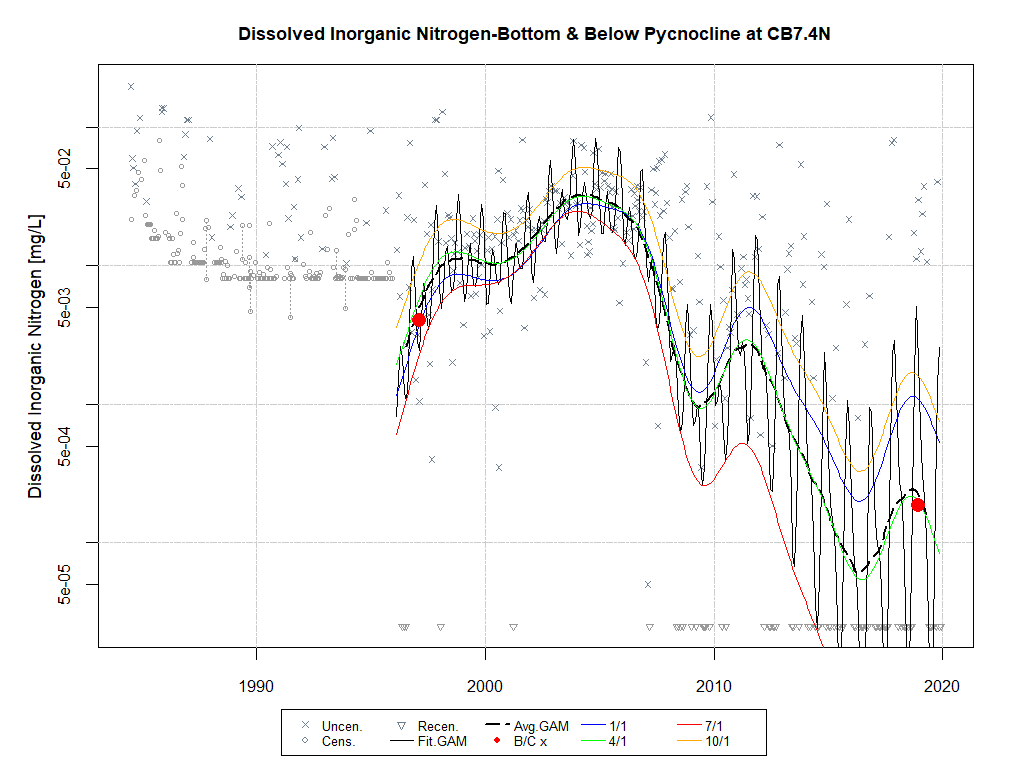 Dissolved Inorganic Nitrogen-Bottom & Below Pycnocline at CB7.4N
Dissolved Inorganic Nitrogen [mg/L]
5e-02
5e-03
5e-04
5e-05
1990 2000 2010 2020
Uncen. Recen. Avg.GAM 1/1 7/1
Cens. Fit.GAM B/C x 4/1 10/1